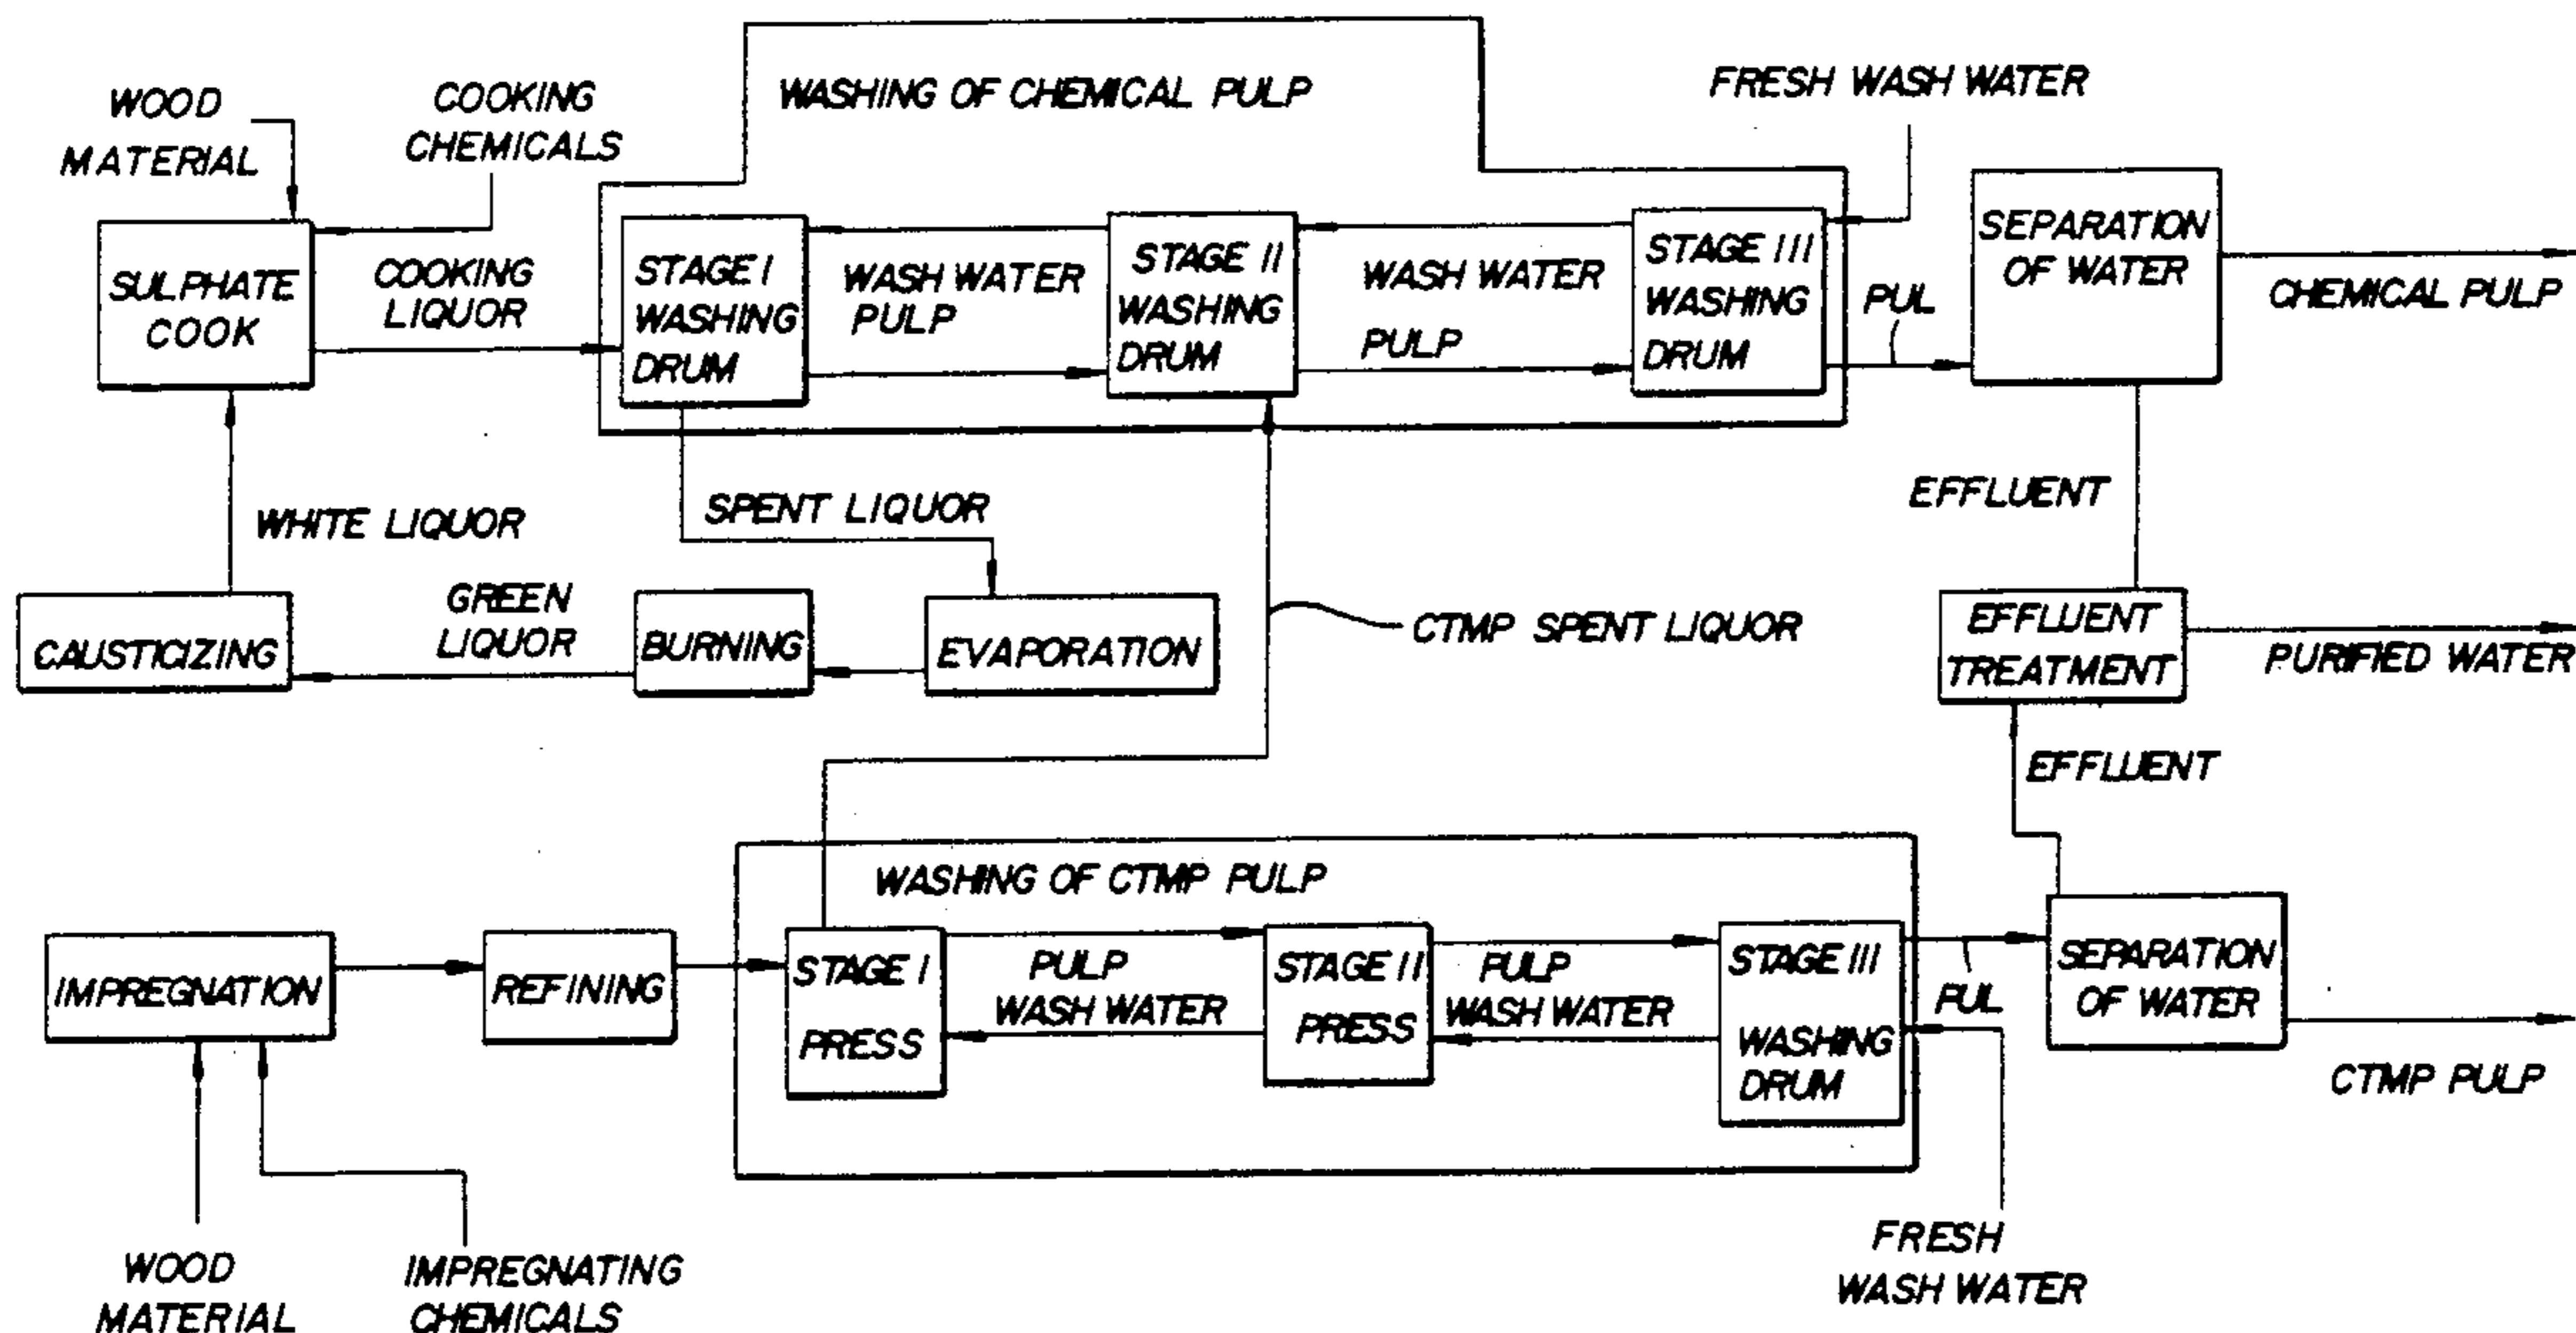 WOOD
MATERIAL
COOKING
CHEMICALS
WASHING OF CHEMICAL PULP
FRESH WASH WATER
SULPHATE
COOK
COOKING
LIQUOR
STAGE I
WASHING
DRUM
WASH WATER
PULP
STAGE II
WASHING
DRUM
WASH WATER
PULP
STAGE III
WASHING
DRUM
PUL
SEPARATION
OF WATER
CHEMICAL PULP
WHITE LIQUOR
SPENT LIQUOR
EFFLUENT
CAUSTICIZING
GREEN
LIQUOR
BURNING
EVAPORATION
CTMP SPENT LIQUOR
EFFLUENT
TREATMENT
PURIFIED WATER
EFFLUENT
WASHING OF CTMP PULP
IMPREGNATION
REFINING
STAGE I
PRESS
PULP
WASH WATER
STAGE II
PRESS
PULP
WASH WATER
STAGE III
WASHING
DRUM
PUL
SEPARATION
OF WATER
CTMP PULP
WOOD
MATERIAL
IMPREGNATING
CHEMICALS
FRESH
WASH WATER